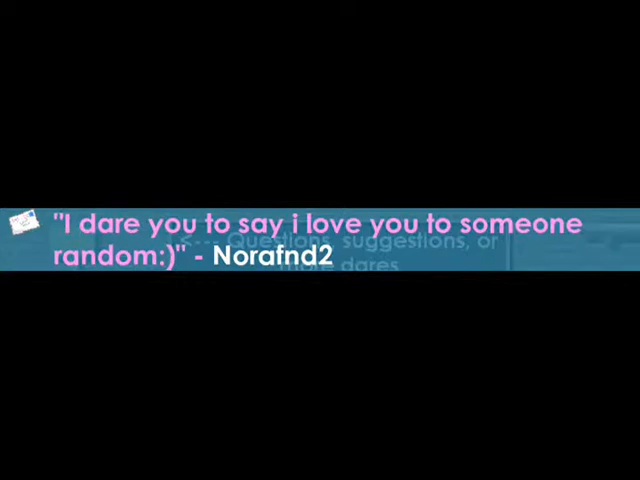 "I dare you to say i love you to someone
random:)" - Norafnd2
<--- Questions, suggestions, or
more dares